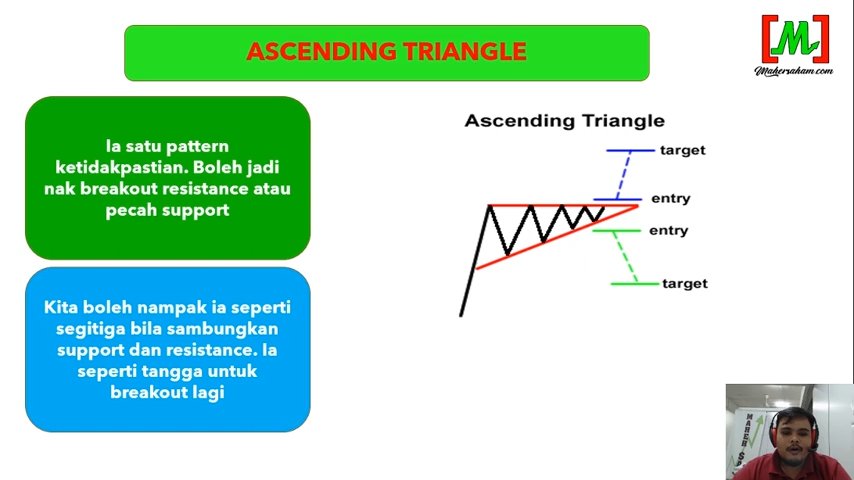 ASCENDING TRIANGLE
[M]
Mahersaham.com
Ia satu pattern
ketidakpastian. Boleh jadi
nak breakout resistance atau
pecah support
Kita boleh nampak ia seperti
segitiga bila sambungkan
support dan resistance. Ia
seperti tangga untuk
breakout lagi
Ascending Triangle
target
entry
entry
target